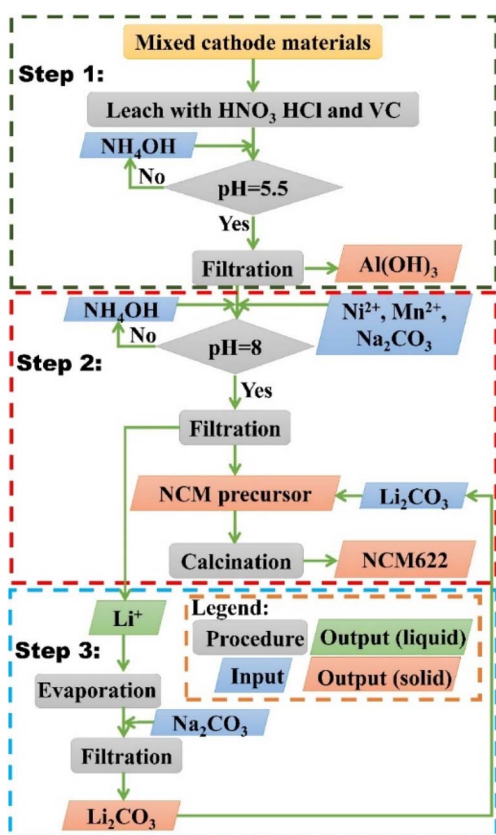 Mixed cathode materials
Step 1:
Leach with HNO₃ HCl and VC
NH₄OH
No
pH=5.5
Yes
Filtration
Al(OH)₃
NH₄OH
Ni²⁺, Mn²⁺,
Na₂CO₃
No
pH=8
Step 2:
Yes
Filtration
NCM precursor
Li₂CO₃
Calcination
NCM622
Li⁺
Legend:
Procedure
Output (liquid)
Input
Output (solid)
Step 3:
Evaporation
Na₂CO₃
Filtration
Li₂CO₃